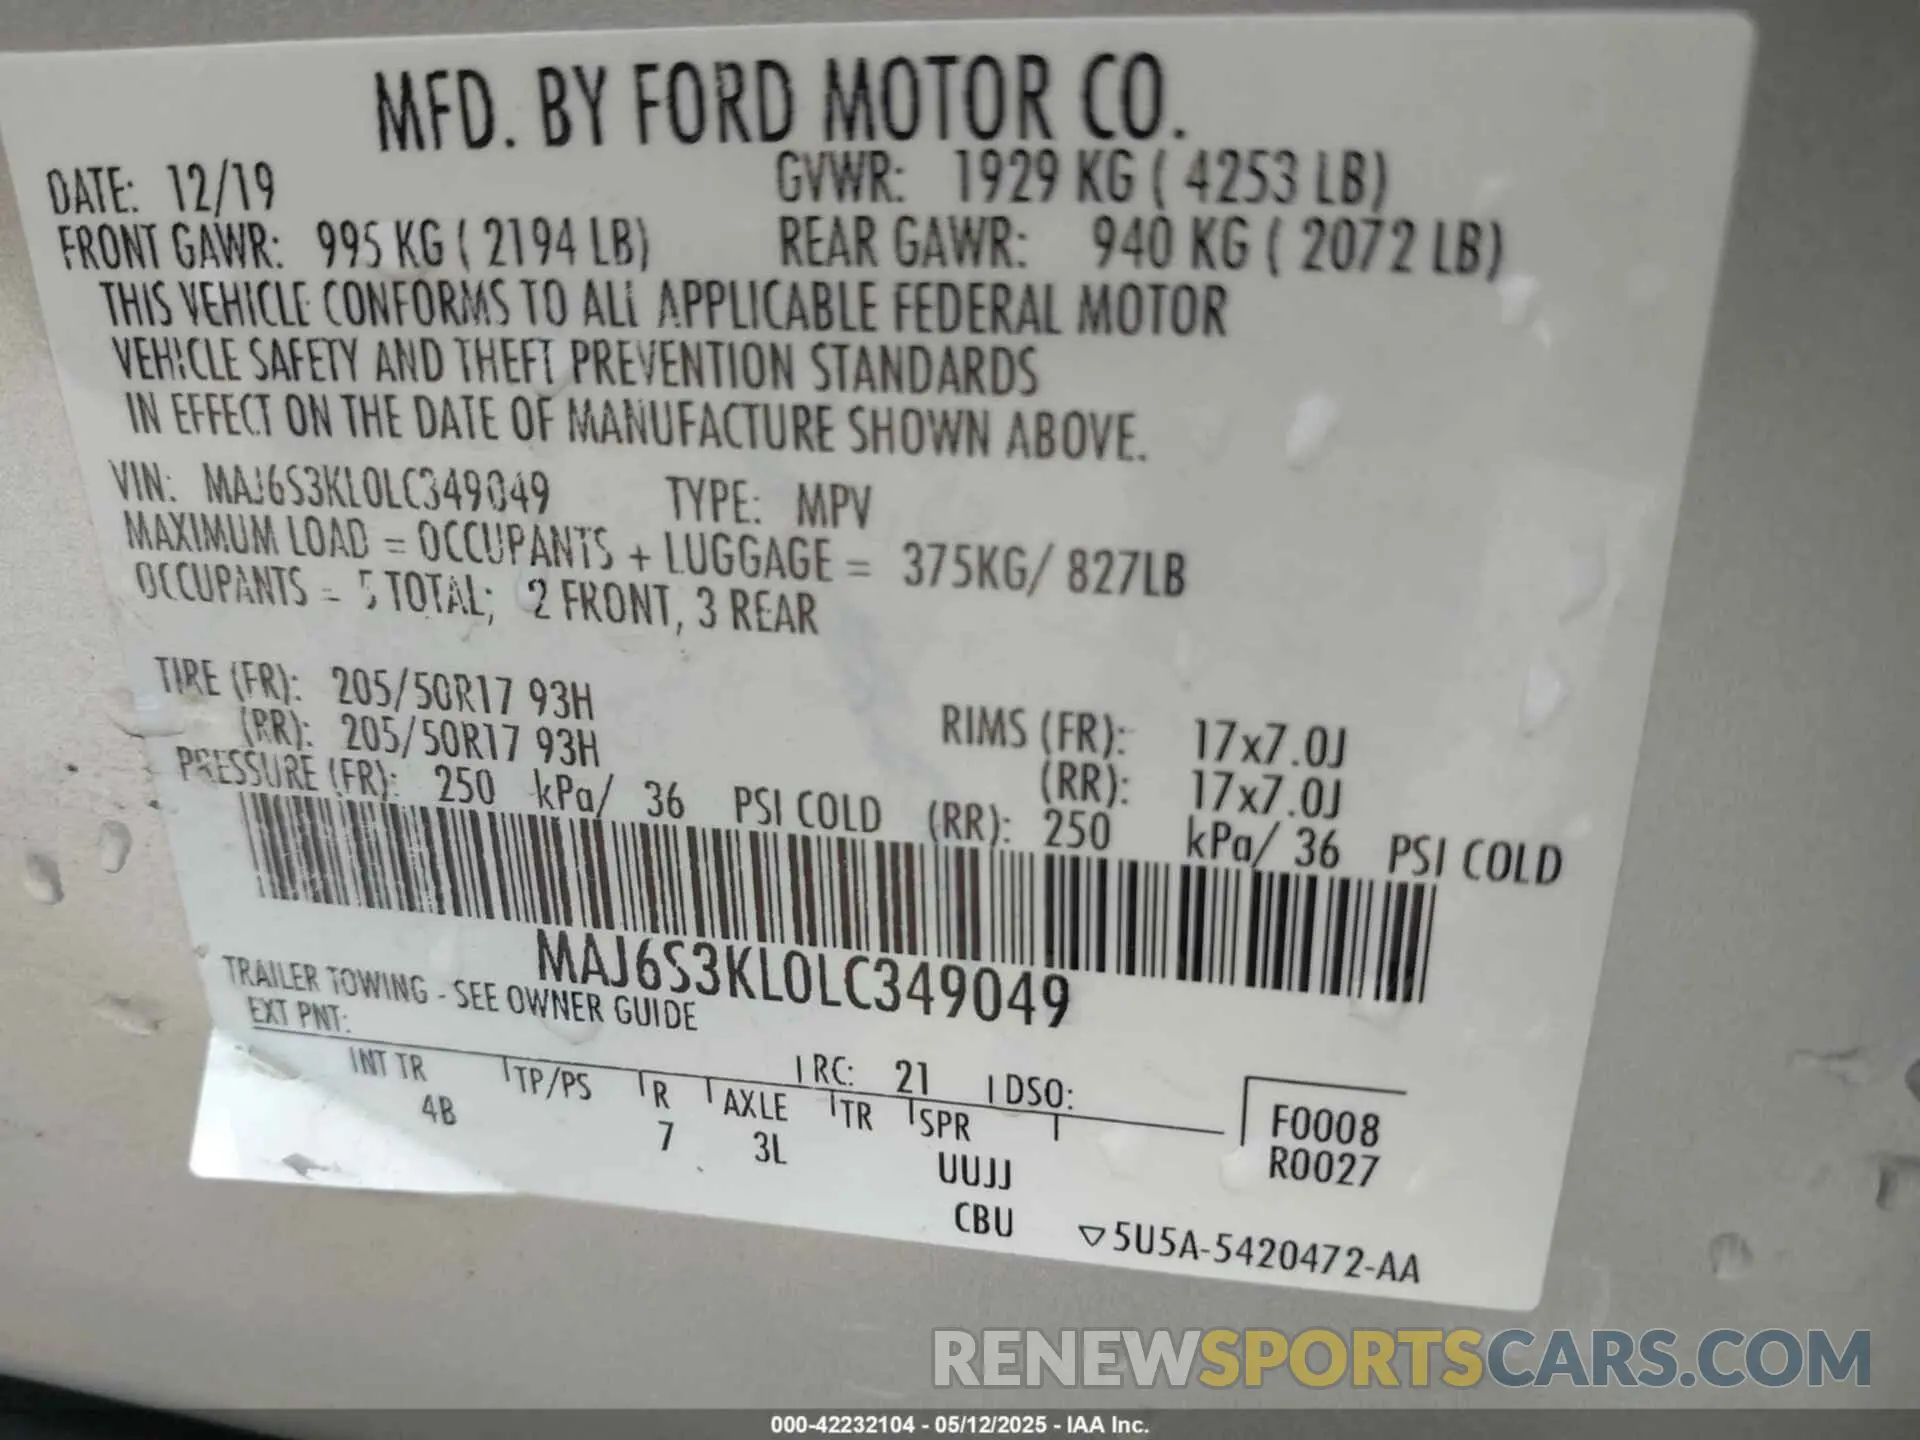 MFD. BY FORD MOTOR CO.
DATE: 12/19 GVWR: 1929 KG ( 4253 LB)
FRONT GAWR: 995 KG ( 2194 LB) REAR GAWR: 940 KG ( 2072 LB)
THIS VEHICLE CONFORMS TO ALL APPLICABLE FEDERAL MOTOR
VEHICLE SAFETY AND THEFT PREVENTION STANDARDS
IN EFFECT ON THE DATE OF MANUFACTURE SHOWN ABOVE.
VIN: MAJ6S3KL0LC349049 TYPE: MPV
MAXIMUM LOAD = OCCUPANTS + LUGGAGE = 375KG/ 827LB
OCCUPANTS = 5 TOTAL; 2 FRONT, 3 REAR
TIRE (FR): 205/50R17 93H RIMS (FR): 17x7.0J
(RR): 205/50R17 93H (RR): 17x7.0J
PRESSURE (FR): 250 kPa/ 36 PSI COLD (RR): 250 kPa/ 36 PSI COLD
MAJ6S3KL0LC349049
TRAILER TOWING - SEE OWNER GUIDE
EXT PNT: RC: 21 DSO:
INT TR TP/PS R AXLE TR SPR F0008
4B 7 3L UUJJ R0027
CBU ▽5U5A-5420472-AA
RENEWSPORTSCARS.COM
000-42232104 - 05/12/2025 - IAA Inc.